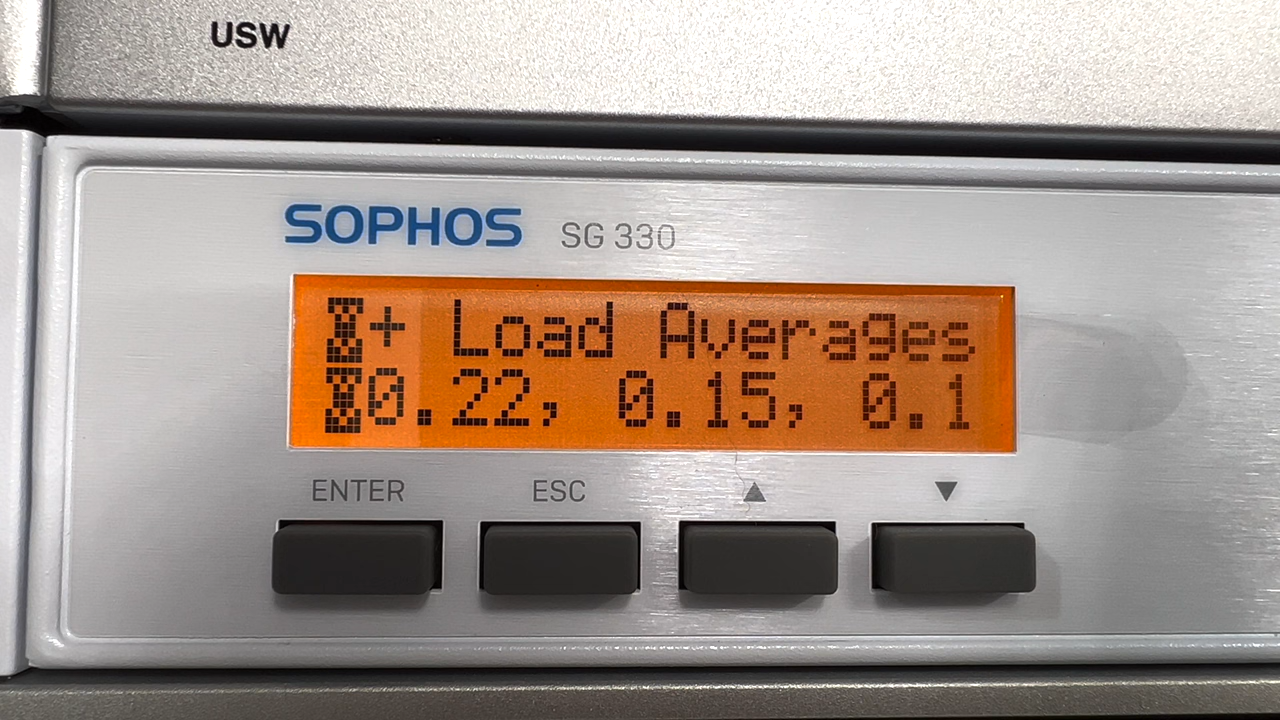 USW
SOPHOS SG 330
+ Load Averages
0.22, 0.15, 0.1
ENTER ESC ▲ ▼